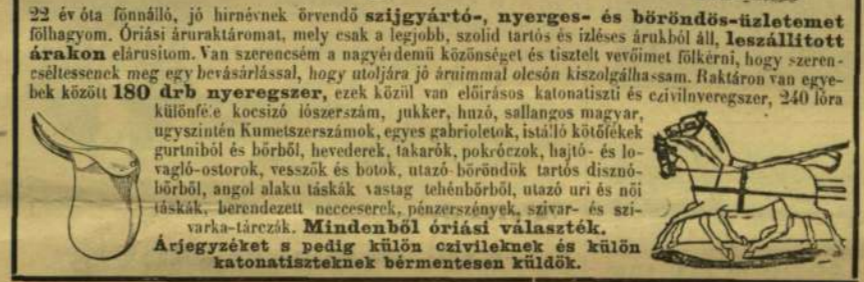 22 év óta fönnálló, jó hirnévnek örvendő szijgyártó-, nyerges- és böröndös-üzletemet
fölhagyom. Óriási áruraktáromat, mely csak a legjobb, szolid tartós és izléses árukból áll, leszállitott
árakon elárusitom. Van szerencsém a nagyérdemü közönséget és tisztelt vevőimet fölkérni, hogy szeren-
cséltessenek meg egy bevásárlással, hogy utoljára jó áruimmal olcsón kiszolgálhassam. Raktáron van egye-
bek között 180 drb nyeregszer, ezek közül van előirásos katonatiszti és czivilnyeregszer, 240 lóra
különféle kocsizó lószerszám, jukker, huzó, sallangos magyar,
ugyszintén Kumetszerszámok, egyes gabrioletok, istálló kötőfékek
gurtniból és bőrből, hevederek, takarók, pokróczok, hajtó- és lo-
vagló-ostorok, vesszők és botok, utazó böröndök tartós disznó-
bőrből, angol alaku táskák vastag tehénbőrből, utazó uri és női
táskák, berendezett necceserek, pénzerszények, szivar- és szi-
varka-tárczák. Mindenből óriási választék.
Árjegyzéket s pedig külön czivileknek és külön
katonatiszteknek bérmentesen küldök.